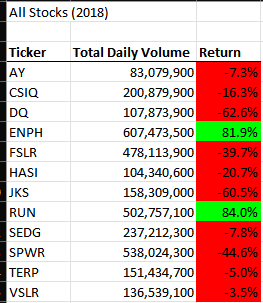 All Stocks (2018)
Ticker Total Daily Volume Return
AY 83,079,900 -7.3%
CSIQ 200,879,900 -16.3%
DQ 107,873,900 -62.6%
ENPH 607,473,500 81.9%
FSLR 478,113,900 -39.7%
HASI 104,340,600 -20.7%
JKS 158,309,000 -60.5%
RUN 502,757,100 84.0%
SEDG 237,212,300 -7.8%
SPWR 538,024,300 -44.6%
TERP 151,434,700 -5.0%
VSLR 136,539,100 -3.5%